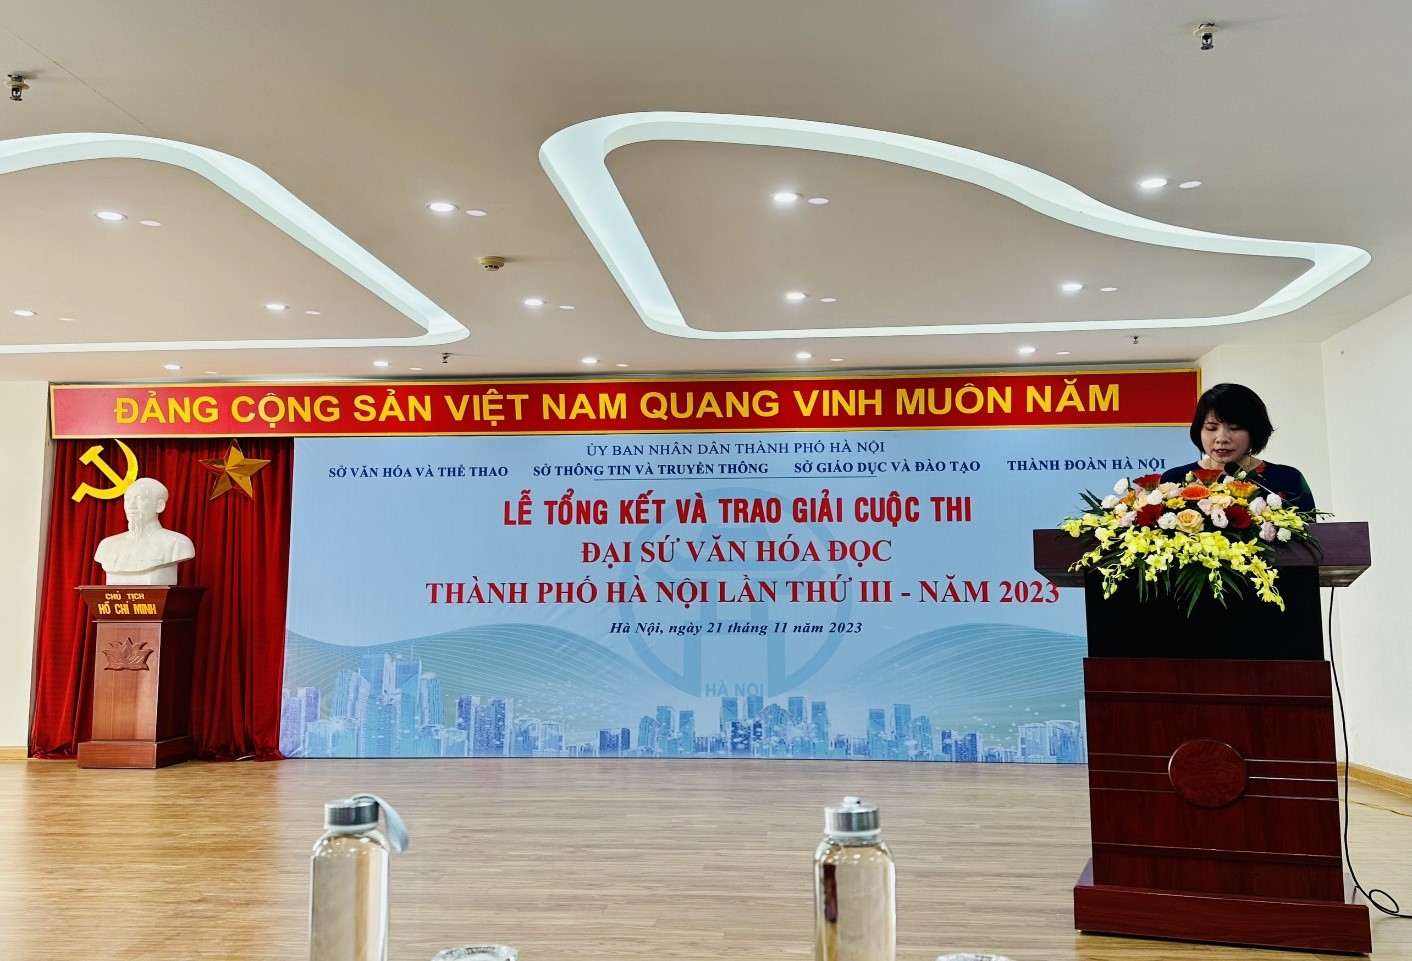 ĐẢNG CỘNG SẢN VIỆT NAM QUANG VINH MUÔN NĂM
ỦY BAN NHÂN DÂN THÀNH PHỐ HÀ NỘI
SỞ VĂN HÓA VÀ THỂ THAO SỞ THÔNG TIN VÀ TRUYỀN THÔNG SỞ GIÁO DỤC VÀ ĐÀO TẠO THÀNH ĐOÀN HÀ NỘI
LỄ TỔNG KẾT VÀ TRAO GIẢI CUỘC THI
ĐẠI SỨ VĂN HÓA ĐỌC
THÀNH PHỐ HÀ NỘI LẦN THỨ III - NĂM 2023
Hà Nội, ngày 21 tháng 11 năm 2023
HÀ NỘI
CHỦ TỊCH
HỒ CHÍ MINH